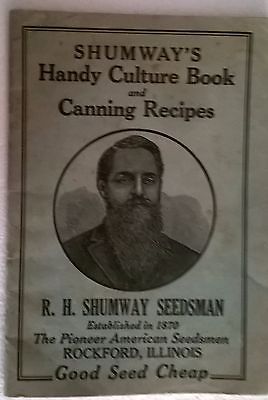 SHUMWAY'S
Handy Culture Book
and
Canning Recipes
R. H. SHUMWAY SEEDSMAN
Established in 1870
The Pioneer American Seedsmen
ROCKFORD, ILLINOIS
Good Seed Cheap